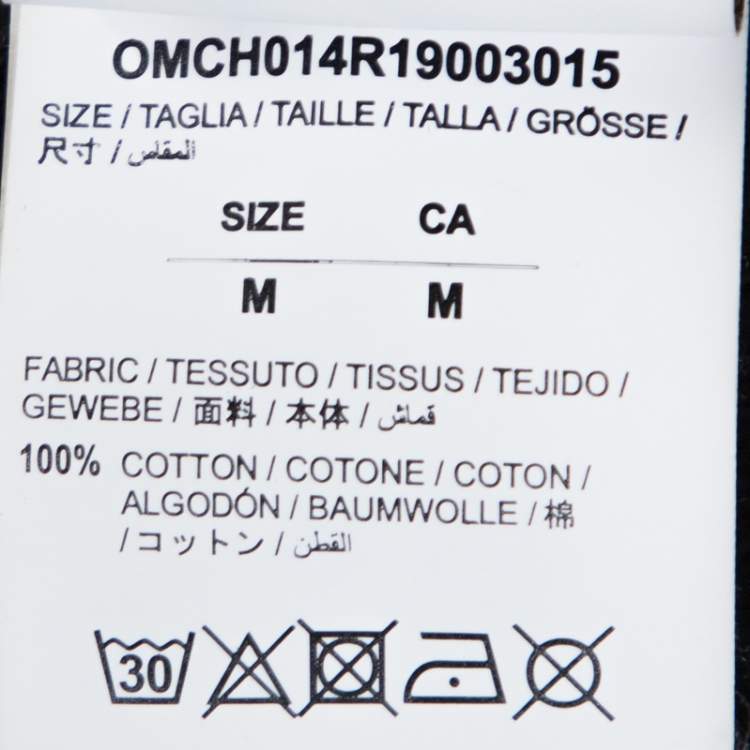 OMCH014R19003015
SIZE / TAGLIA / TAILLE / TALLA / GRÖSSE /
尺寸 / المقاس
SIZE CA
M M
FABRIC / TESSUTO / TISSUS / TEJIDO /
GEWEBE / 面料 / 本体 / قماش
100% COTTON / COTONE / COTON /
ALGODÓN / BAUMWOLLE / 棉
/ コットン / القطن
30